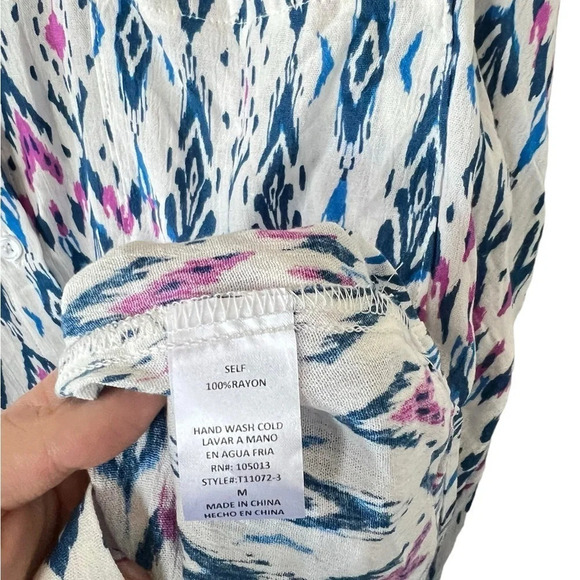 SELF
100%RAYON
HAND WASH COLD
LAVAR A MANO
EN AGUA FRIA
RN#: 105013
STYLE#:T11072-3
M
MADE IN CHINA
HECHO EN CHINA